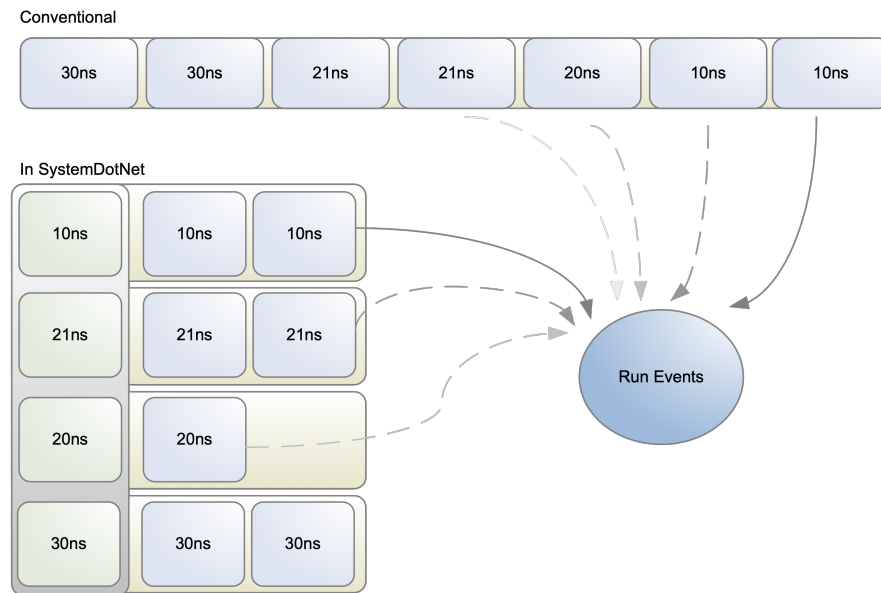 Conventional
30ns 30ns 21ns 21ns 20ns 10ns 10ns
In SystemDotNet
10ns 10ns 10ns
21ns 21ns 21ns
Run Events
20ns 20ns
30ns 30ns 30ns